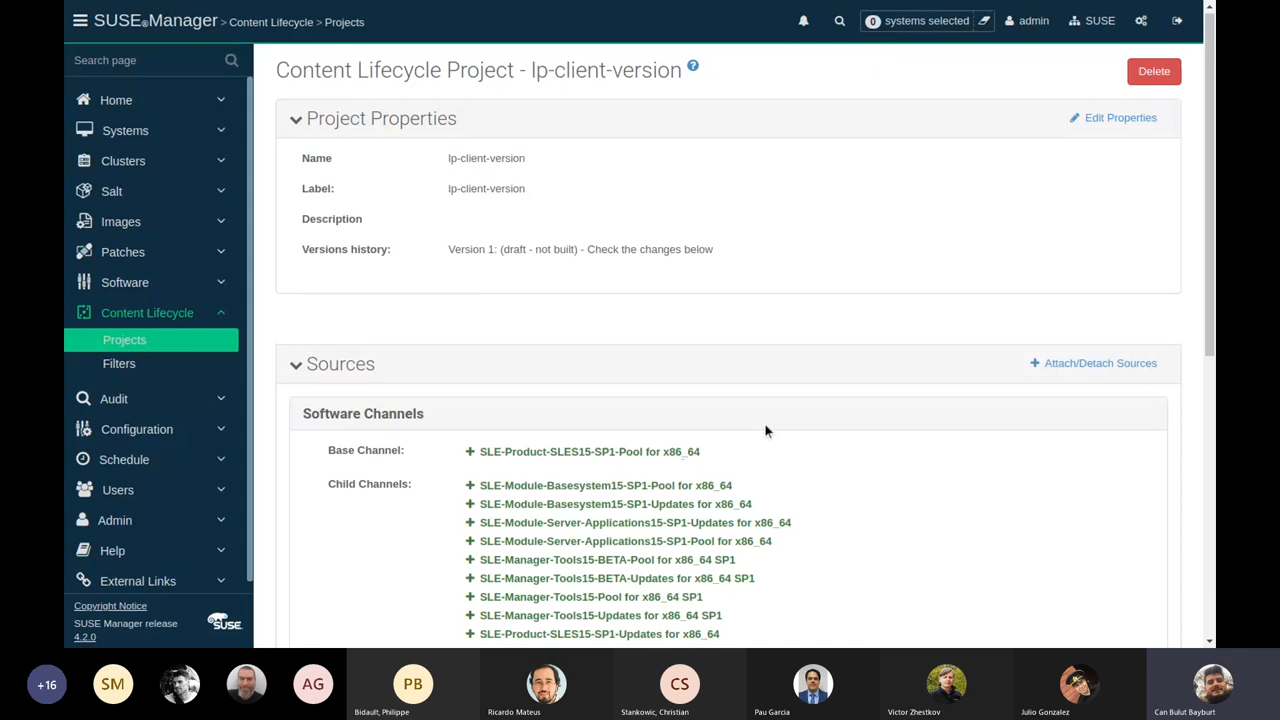 SUSE®Manager > Content Lifecycle > Projects
0 systems selected
admin
SUSE
Search page
Home
Systems
Clusters
Salt
Images
Patches
Software
Content Lifecycle
Projects
Filters
Audit
Configuration
Schedule
Users
Admin
Help
External Links
Copyright Notice
SUSE Manager release
4.2.0
SUSE
Content Lifecycle Project - lp-client-version ?
Delete
Project Properties
Edit Properties
Name lp-client-version
Label: lp-client-version
Description
Versions history: Version 1: (draft - not built) - Check the changes below
Sources
Attach/Detach Sources
Software Channels
Base Channel: SLE-Product-SLES15-SP1-Pool for x86_64
Child Channels: SLE-Module-Basesystem15-SP1-Pool for x86_64
SLE-Module-Basesystem15-SP1-Updates for x86_64
SLE-Module-Server-Applications15-SP1-Updates for x86_64
SLE-Module-Server-Applications15-SP1-Pool for x86_64
SLE-Manager-Tools15-BETA-Pool for x86_64 SP1
SLE-Manager-Tools15-BETA-Updates for x86_64 SP1
SLE-Manager-Tools15-Pool for x86_64 SP1
SLE-Manager-Tools15-Updates for x86_64 SP1
SLE-Product-SLES15-SP1-Updates for x86_64
+16
SM
AG
PB
CS
Bidault, Philippe
Ricardo Mateus
Stankovic, Christian
Pau Garcia
Victor Zhestkov
Julio Gonzalez
Can Bulut Bayburt